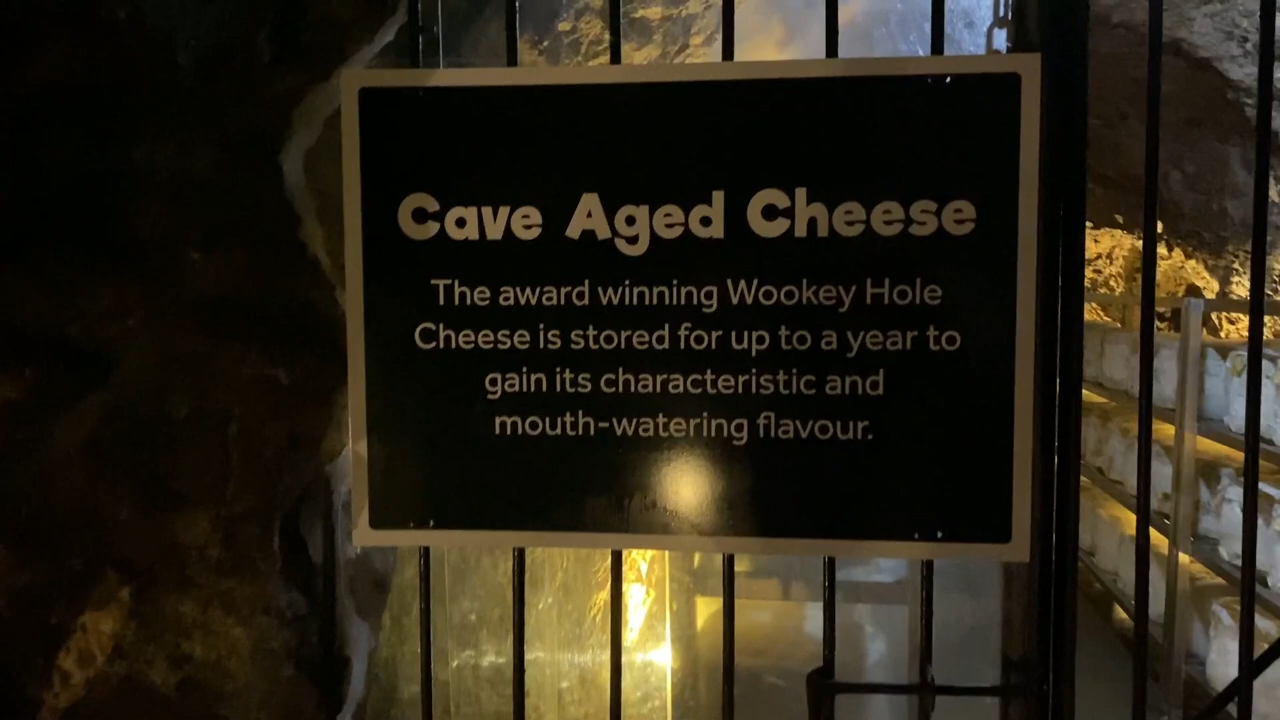 Cave Aged Cheese
The award winning Wookey Hole
Cheese is stored for up to a year to
gain its characteristic and
mouth-watering flavour.